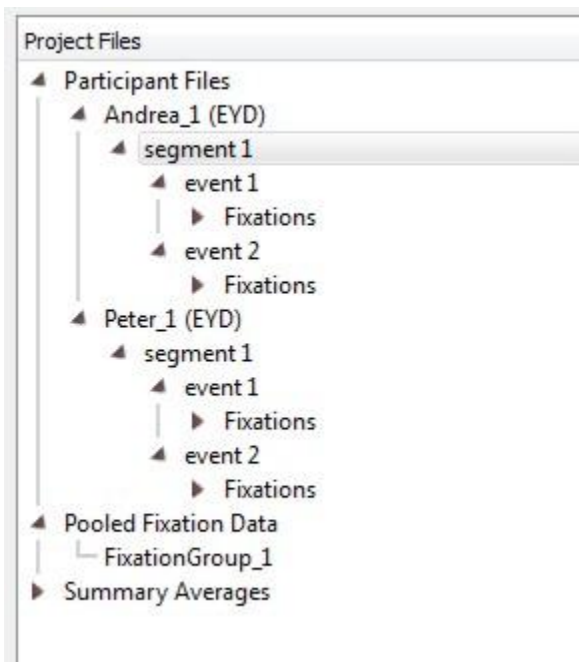 Project Files
Participant Files
Andrea_1 (EYD)
segment 1
event 1
Fixations
event 2
Fixations
Peter_1 (EYD)
segment 1
event 1
Fixations
event 2
Fixations
Pooled Fixation Data
FixationGroup_1
Summary Averages